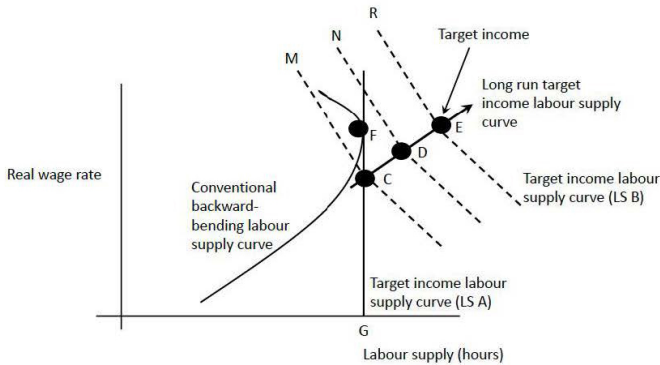 R
N
M
Target income
Long run target
income labour supply
curve
F
E
D
C
Real wage rate
Conventional
backward-
bending labour
supply curve
Target income labour
supply curve (LS B)
Target income labour
supply curve (LS A)
G
Labour supply (hours)